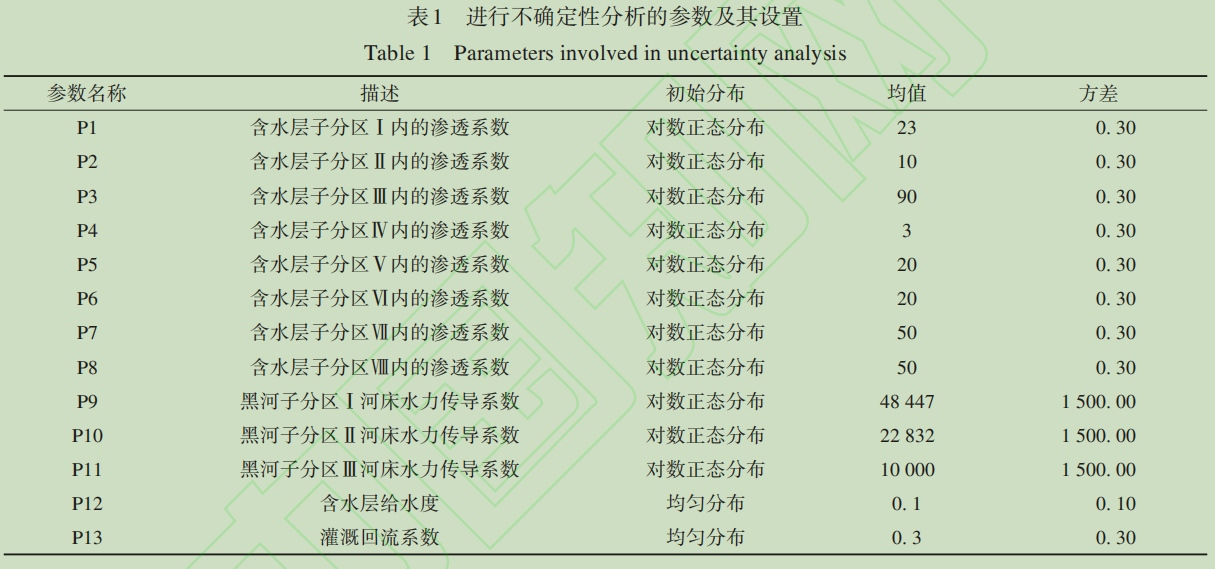 表1 进行不确定性分析的参数及其设置
Table 1 Parameters involved in uncertainty analysis
参数名称 描述 初始分布 均值 方差
P1 含水层子分区Ⅰ内的渗透系数 对数正态分布 23 0. 30
P2 含水层子分区Ⅱ内的渗透系数 对数正态分布 10 0. 30
P3 含水层子分区Ⅲ内的渗透系数 对数正态分布 90 0. 30
P4 含水层子分区Ⅳ内的渗透系数 对数正态分布 3 0. 30
P5 含水层子分区Ⅴ内的渗透系数 对数正态分布 20 0. 30
P6 含水层子分区Ⅵ内的渗透系数 对数正态分布 20 0. 30
P7 含水层子分区Ⅶ内的渗透系数 对数正态分布 50 0. 30
P8 含水层子分区Ⅷ内的渗透系数 对数正态分布 50 0. 30
P9 黑河子分区Ⅰ河床水力传导系数 对数正态分布 48 447 1 500. 00
P10 黑河子分区Ⅱ河床水力传导系数 对数正态分布 22 832 1 500. 00
P11 黑河子分区Ⅲ河床水力传导系数 对数正态分布 10 000 1 500. 00
P12 含水层给水度 均匀分布 0. 1 0. 10
P13 灌溉回流系数 均匀分布 0. 3 0. 30